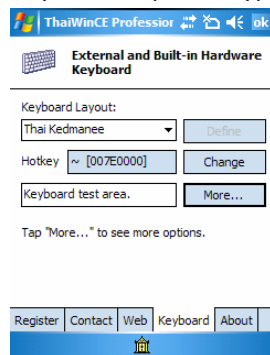 ThaiWinCE Professior ok
External and Built-in Hardware
Keyboard
Keyboard Layout:
Thai Kedmanee Define
Hotkey ~ [007E0000] Change
Keyboard test area. More...
Tap "More..." to see more options.
Register Contact Web Keyboard About